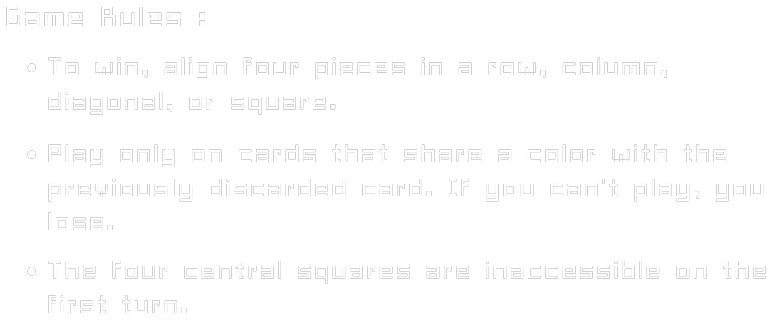 Game Rules :
• To win, align four pieces in a row, column,
diagonal, or square.
• Play only on cards that share a color with the
previously discarded card. If you can't play, you
lose.
• The four central squares are inaccessible on the
first turn.